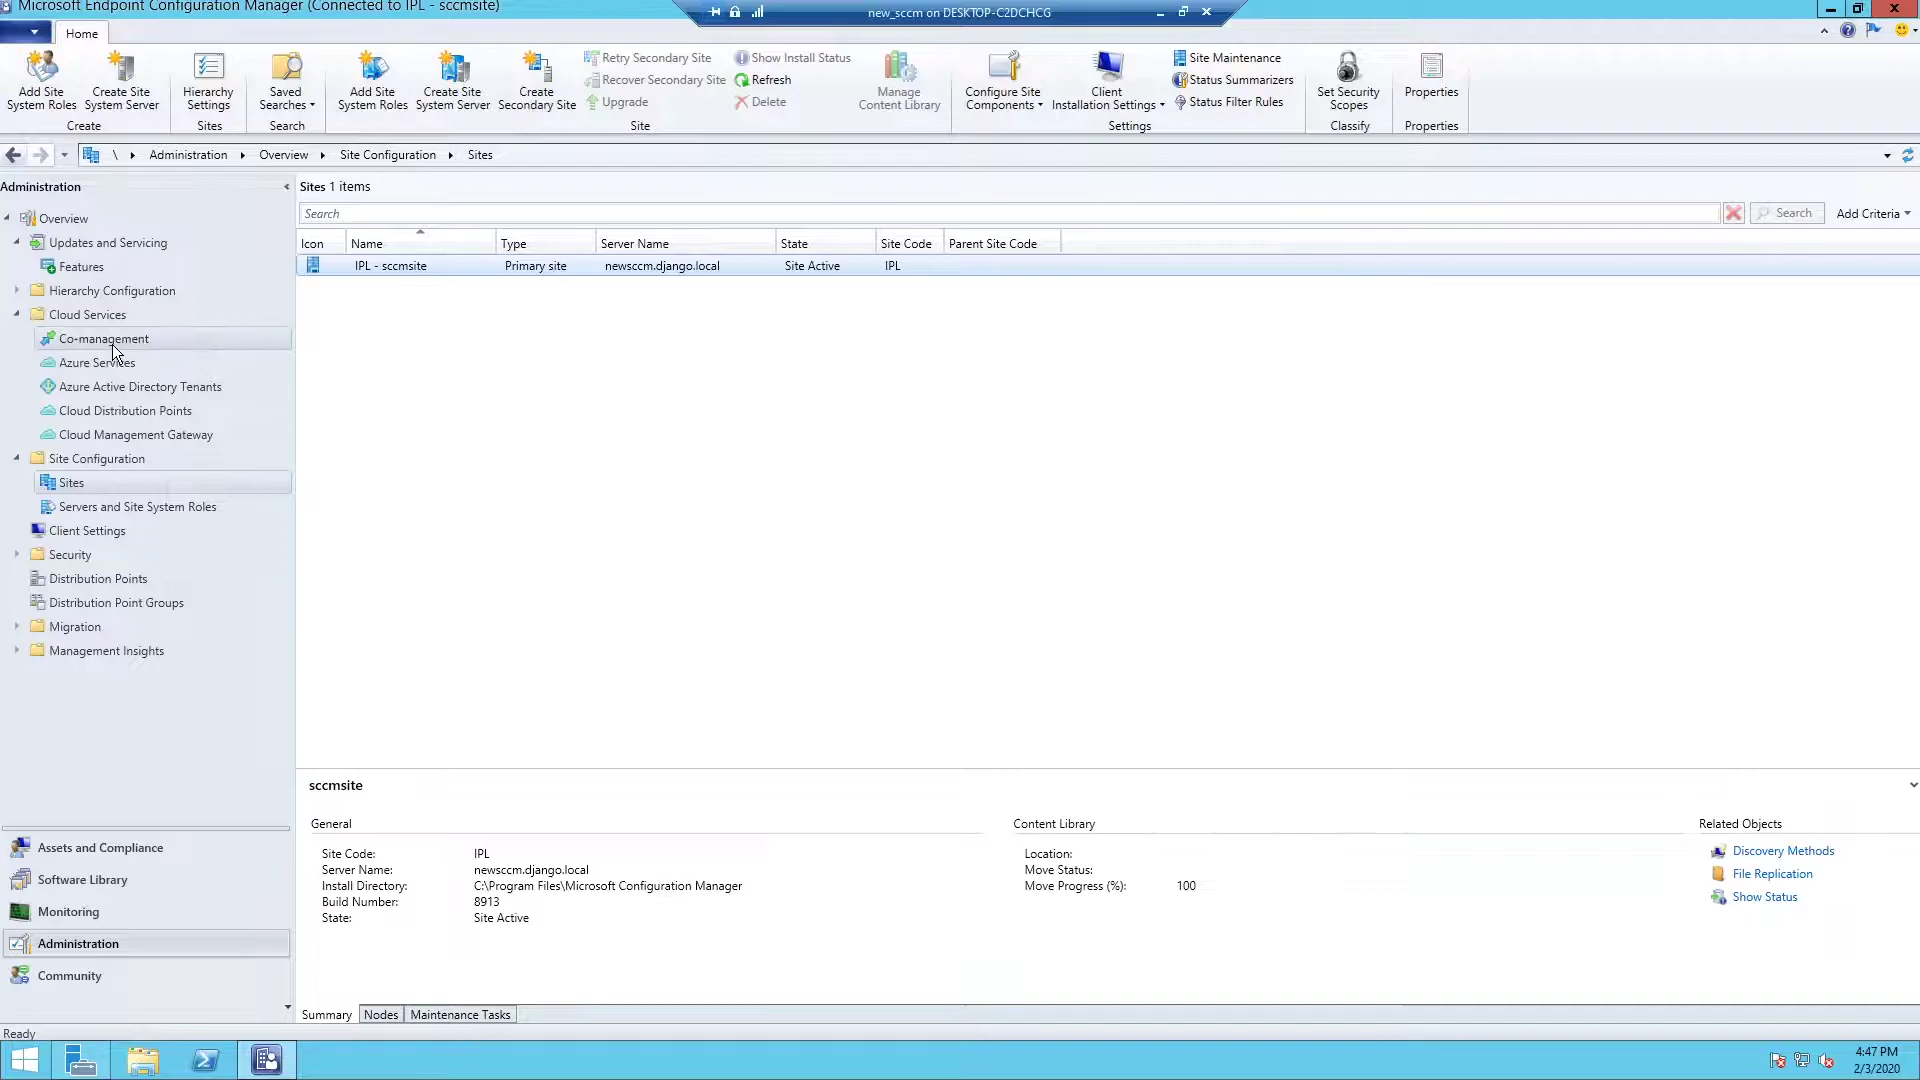 Microsoft Endpoint Configuration Manager (Connected to IPL - sccmsite)
new_sccm on DESKTOP-C2DCHCG
Home
Add Site System Roles
Create Site System Server
Create
Hierarchy Settings
Sites
Saved Searches
Search
Add Site System Roles
Create Site System Server
Create Secondary Site
Retry Secondary Site
Recover Secondary Site
Upgrade
Show Install Status
Refresh
Delete
Manage Content Library
Site
Configure Site Components
Client Installation Settings
Site Maintenance
Status Summarizers
Status Filter Rules
Settings
Set Security Scopes
Classify
Properties
Properties
\ Administration Overview Site Configuration Sites
Administration
Overview
Updates and Servicing
Features
Hierarchy Configuration
Cloud Services
Co-management
Azure Services
Azure Active Directory Tenants
Cloud Distribution Points
Cloud Management Gateway
Site Configuration
Sites
Servers and Site System Roles
Client Settings
Security
Distribution Points
Distribution Point Groups
Migration
Management Insights
Assets and Compliance
Software Library
Monitoring
Administration
Community
Sites 1 items
Search
Search
Add Criteria
Icon Name Type Server Name State Site Code Parent Site Code
IPL - sccmsite Primary site newsccm.django.local Site Active IPL
sccmsite
General
Site Code: IPL
Server Name: newsccm.django.local
Install Directory: C:\Program Files\Microsoft Configuration Manager
Build Number: 8913
State: Site Active
Content Library
Location:
Move Status:
Move Progress (%): 100
Related Objects
Discovery Methods
File Replication
Show Status
Summary Nodes Maintenance Tasks
Ready
4:47 PM
2/3/2020